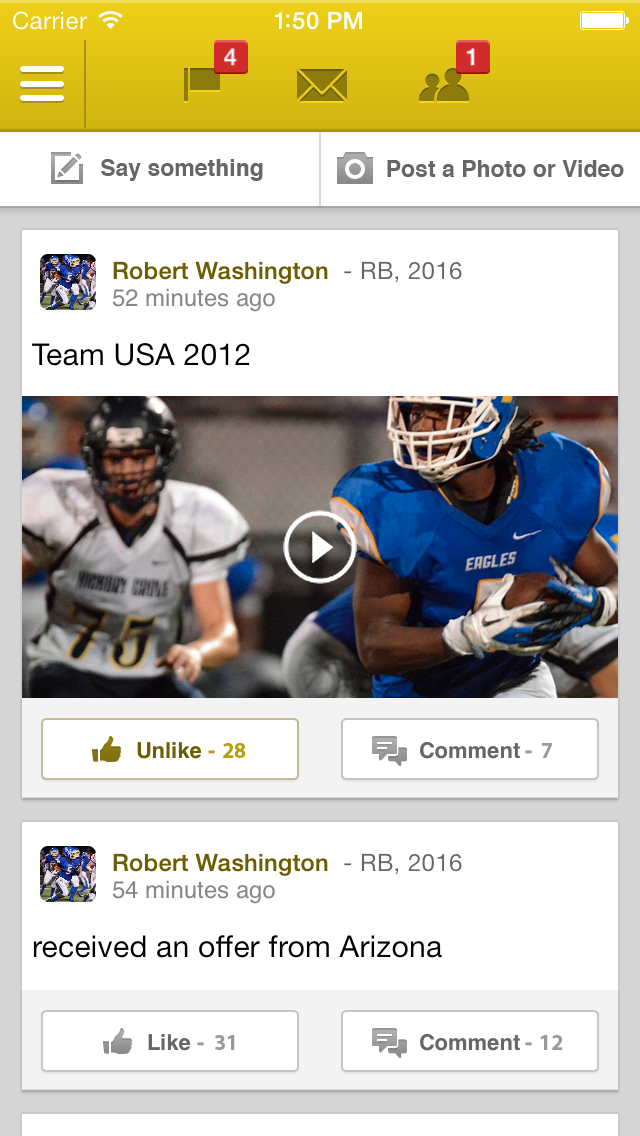 Carrier 1:50 PM
4 1
Say something
Post a Photo or Video
Robert Washington - RB, 2016
52 minutes ago
Team USA 2012
EAGLES
75
Unlike - 28
Comment - 7
Robert Washington - RB, 2016
54 minutes ago
received an offer from Arizona
Like - 31
Comment - 12